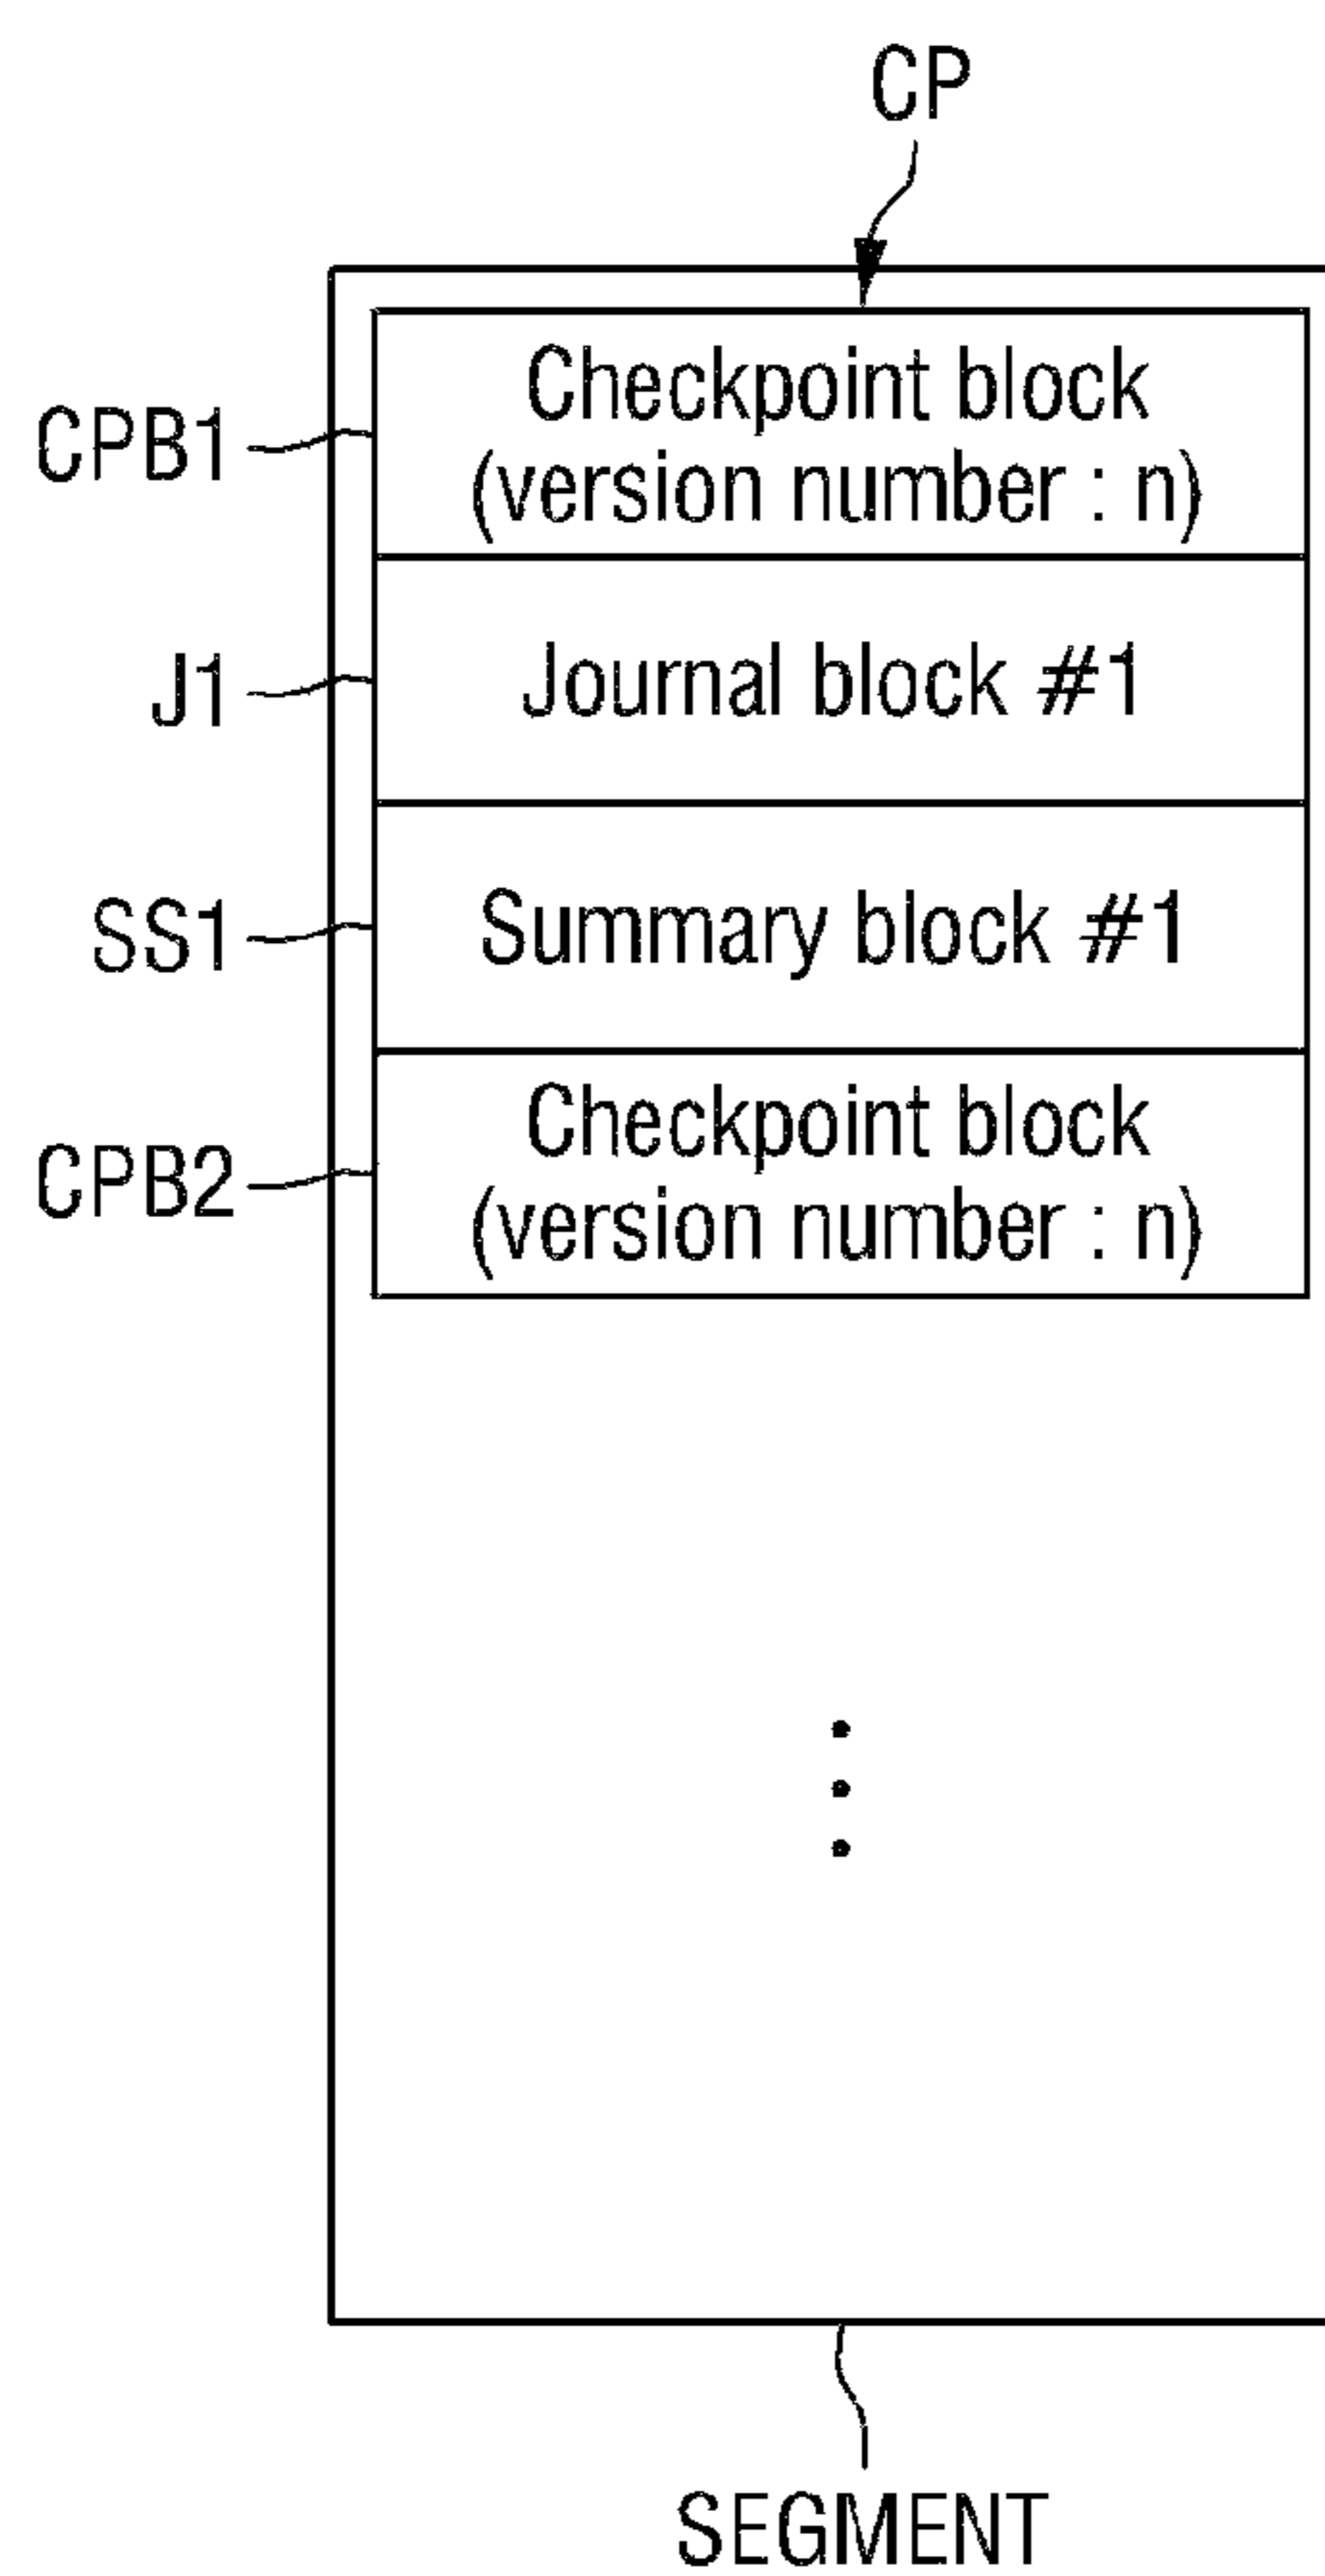 CP
CPB1
Checkpoint block
(version number : n)
J1
Journal block #1
SS1
Summary block #1
CPB2
Checkpoint block
(version number : n)
SEGMENT